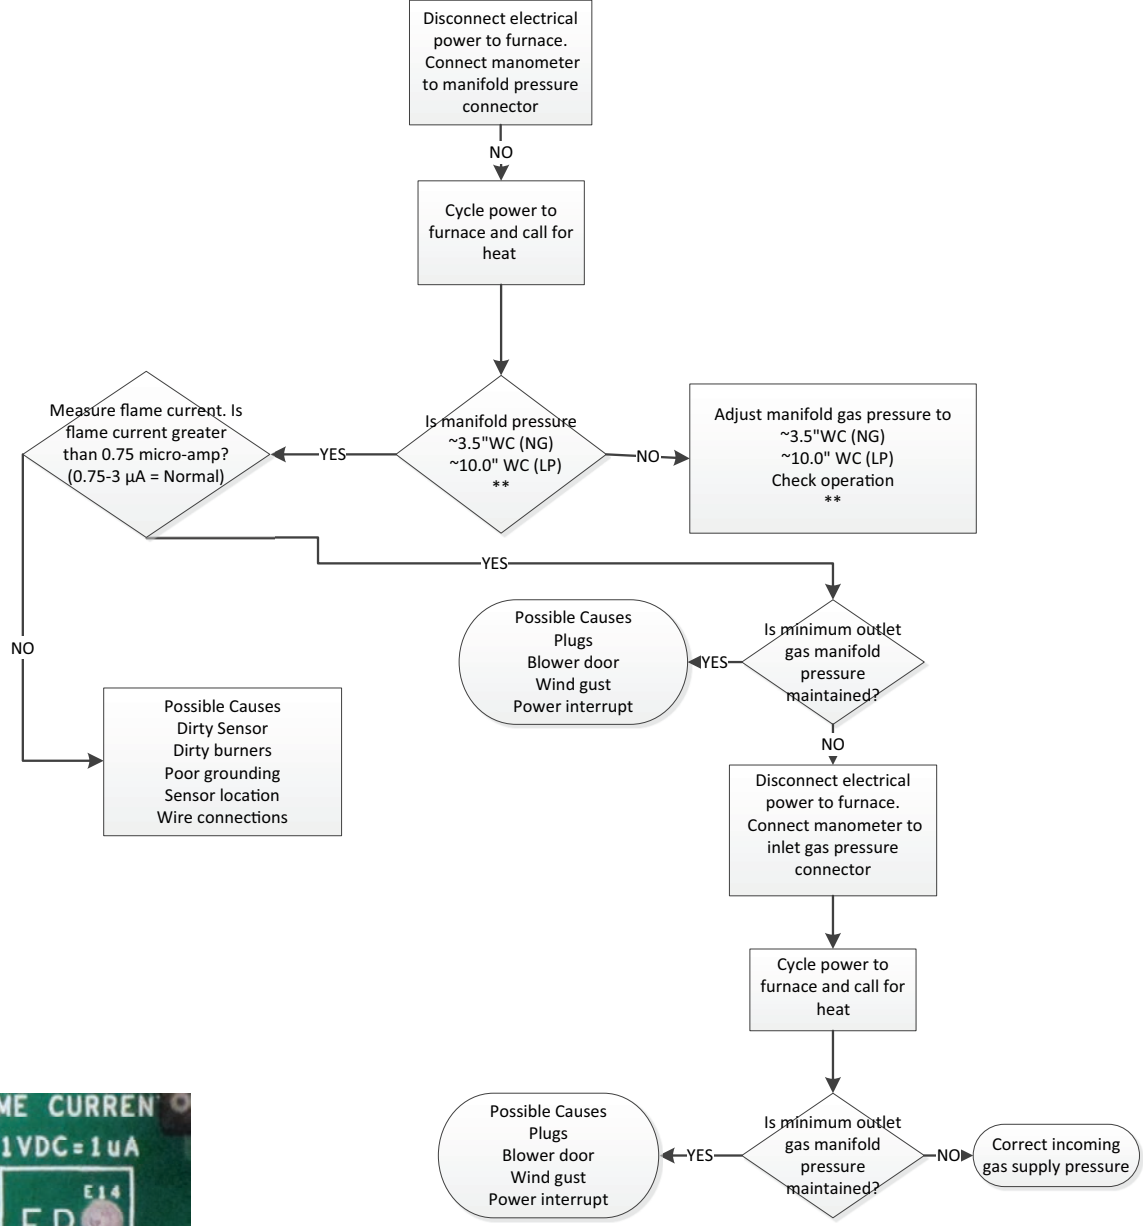 Disconnect electrical
power to furnace.
Connect manometer
to manifold pressure
connector
NO
Cycle power to
furnace and call for
heat
Measure flame current. Is
flame current greater
than 0.75 micro-amp?
(0.75-3 µA = Normal)
YES
Is manifold pressure
~3.5"WC (NG)
~10.0" WC (LP)
**
NO
Adjust manifold gas pressure to
~3.5"WC (NG)
~10.0" WC (LP)
Check operation
**
YES
NO
Possible Causes
Plugs
Blower door
Wind gust
Power interrupt
YES
Is minimum outlet
gas manifold
pressure
maintained?
Possible Causes
Dirty Sensor
Dirty burners
Poor grounding
Sensor location
Wire connections
NO
Disconnect electrical
power to furnace.
Connect manometer to
inlet gas pressure
connector
Cycle power to
furnace and call for
heat
Possible Causes
Plugs
Blower door
Wind gust
Power interrupt
YES
Is minimum outlet
gas manifold
pressure
maintained?
NO
Correct incoming
gas supply pressure
ME CURREN
1VDC=1uA
E14